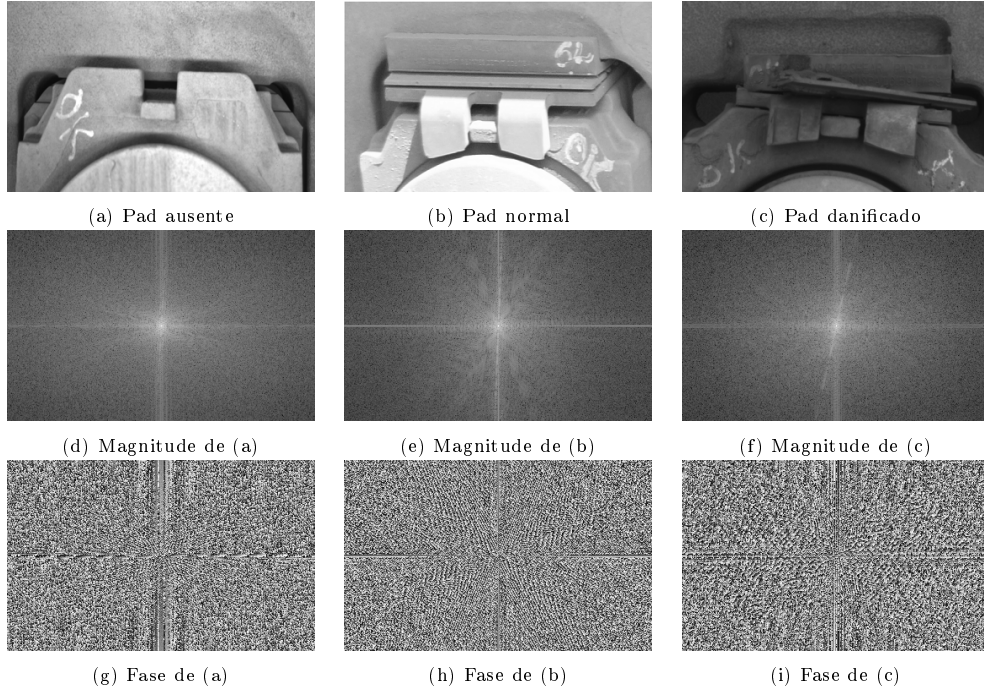 (a) Pad ausente
(b) Pad normal
(c) Pad danificado
(d) Magnitude de (a)
(e) Magnitude de (b)
(f) Magnitude de (c)
(g) Fase de (a)
(h) Fase de (b)
(i) Fase de (c)